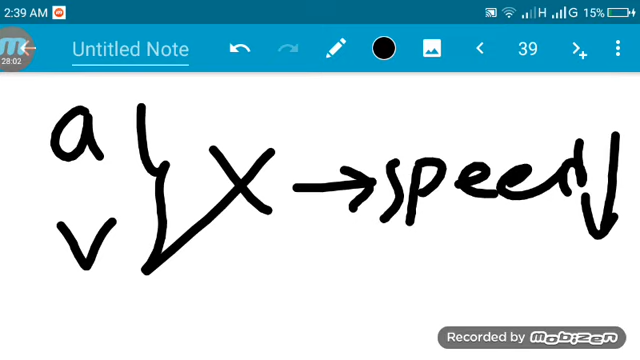 2:39 AM H G 15%
Untitled Note 39
28:02
a } X → speed ↓
v
Recorded by mobizen